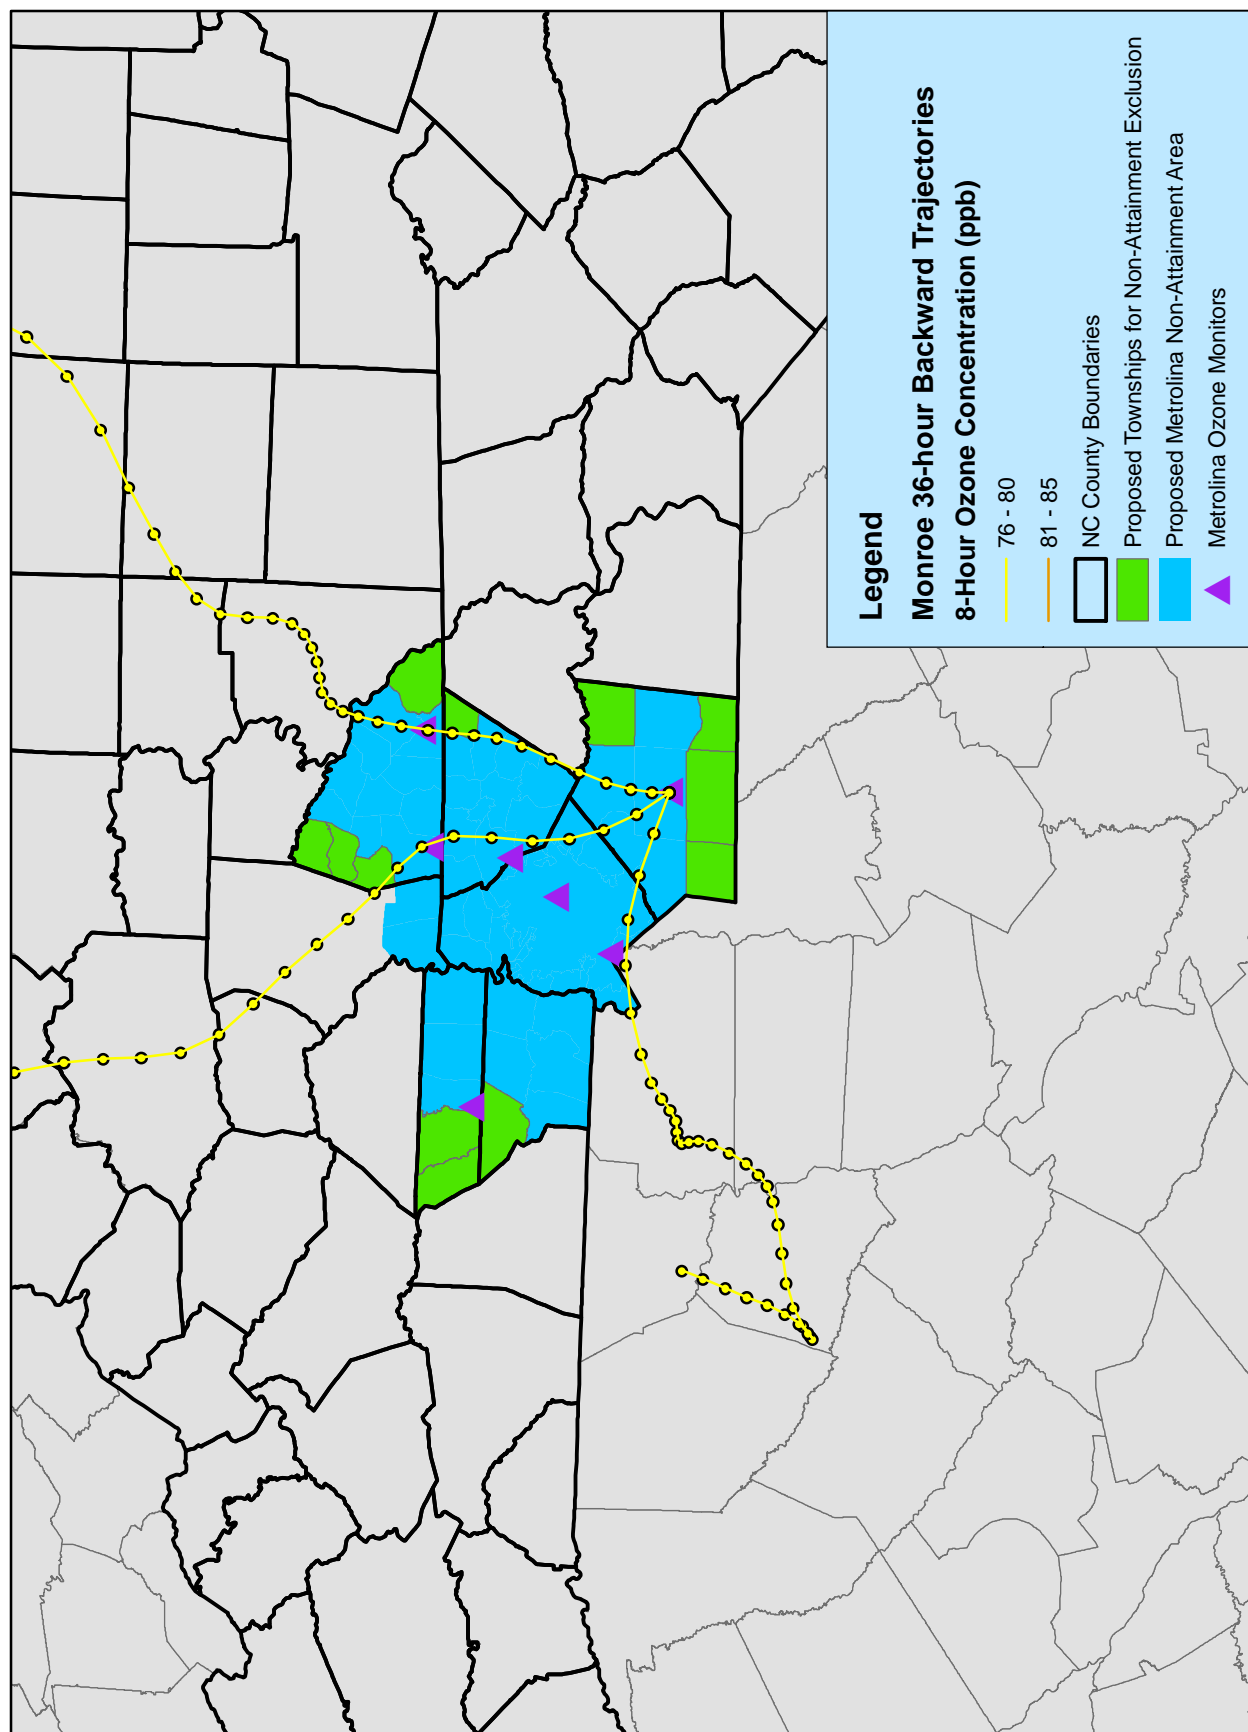 Legend
Monroe 36-hour Backward Trajectories
8-Hour Ozone Concentration (ppb)
76 - 80
81 - 85
NC County Boundaries
Proposed Townships for Non-Attainment Exclusion
Proposed Metrolina Non-Attainment Area
Metrolina Ozone Monitors